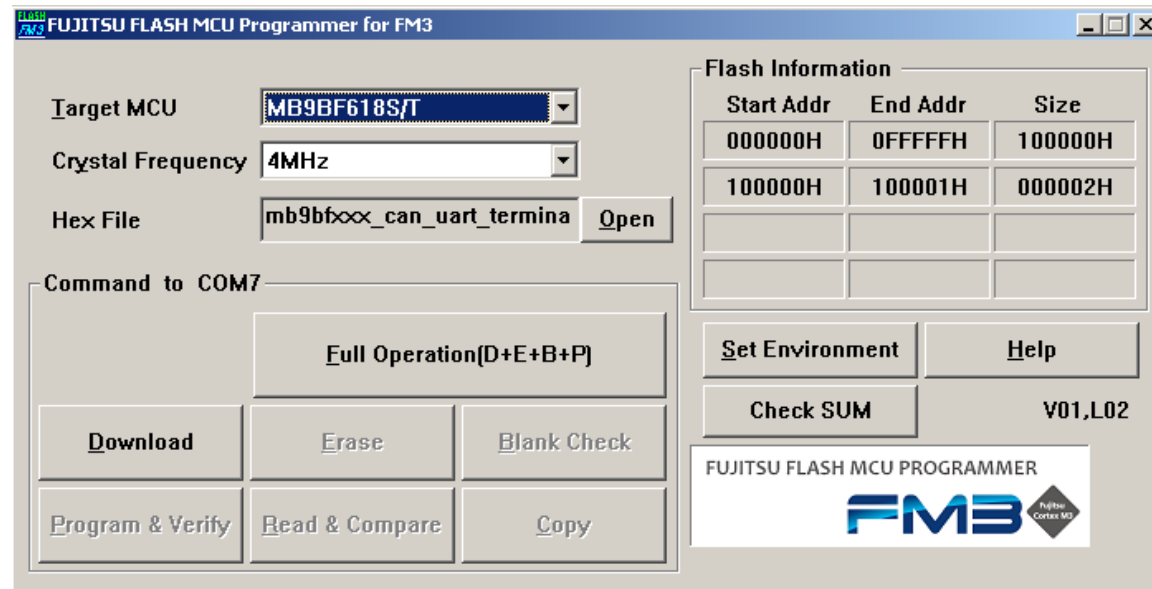 FLASH FM3 FUJITSU FLASH MCU Programmer for FM3
Target MCU MB9BF618S/T
Crystal Frequency 4MHz
Hex File mb9bfxxx_can_uart_termina Open
Command to COM7
Full Operation(D+E+B+P)
Download Erase Blank Check
Program & Verify Read & Compare Copy
Flash Information
Start Addr End Addr Size
000000H 0FFFFFH 100000H
100000H 100001H 000002H
Set Environment Help
Check SUM V01,L02
FUJITSU FLASH MCU PROGRAMMER
FM3 Fujitsu
Cortex M3